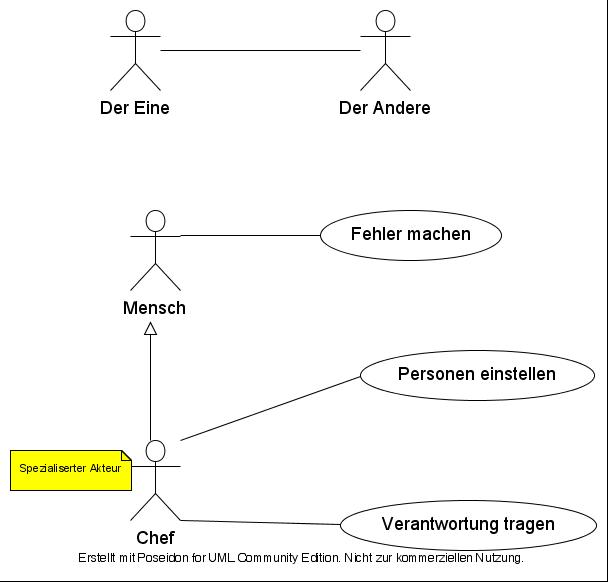 Der Eine
Der Andere
Fehler machen
Mensch
Personen einstellen
Spezialiserter Akteur
Verantwortung tragen
Chef
Erstellt mit Poseidon for UML Community Edition. Nicht zur kommerziellen Nutzung.